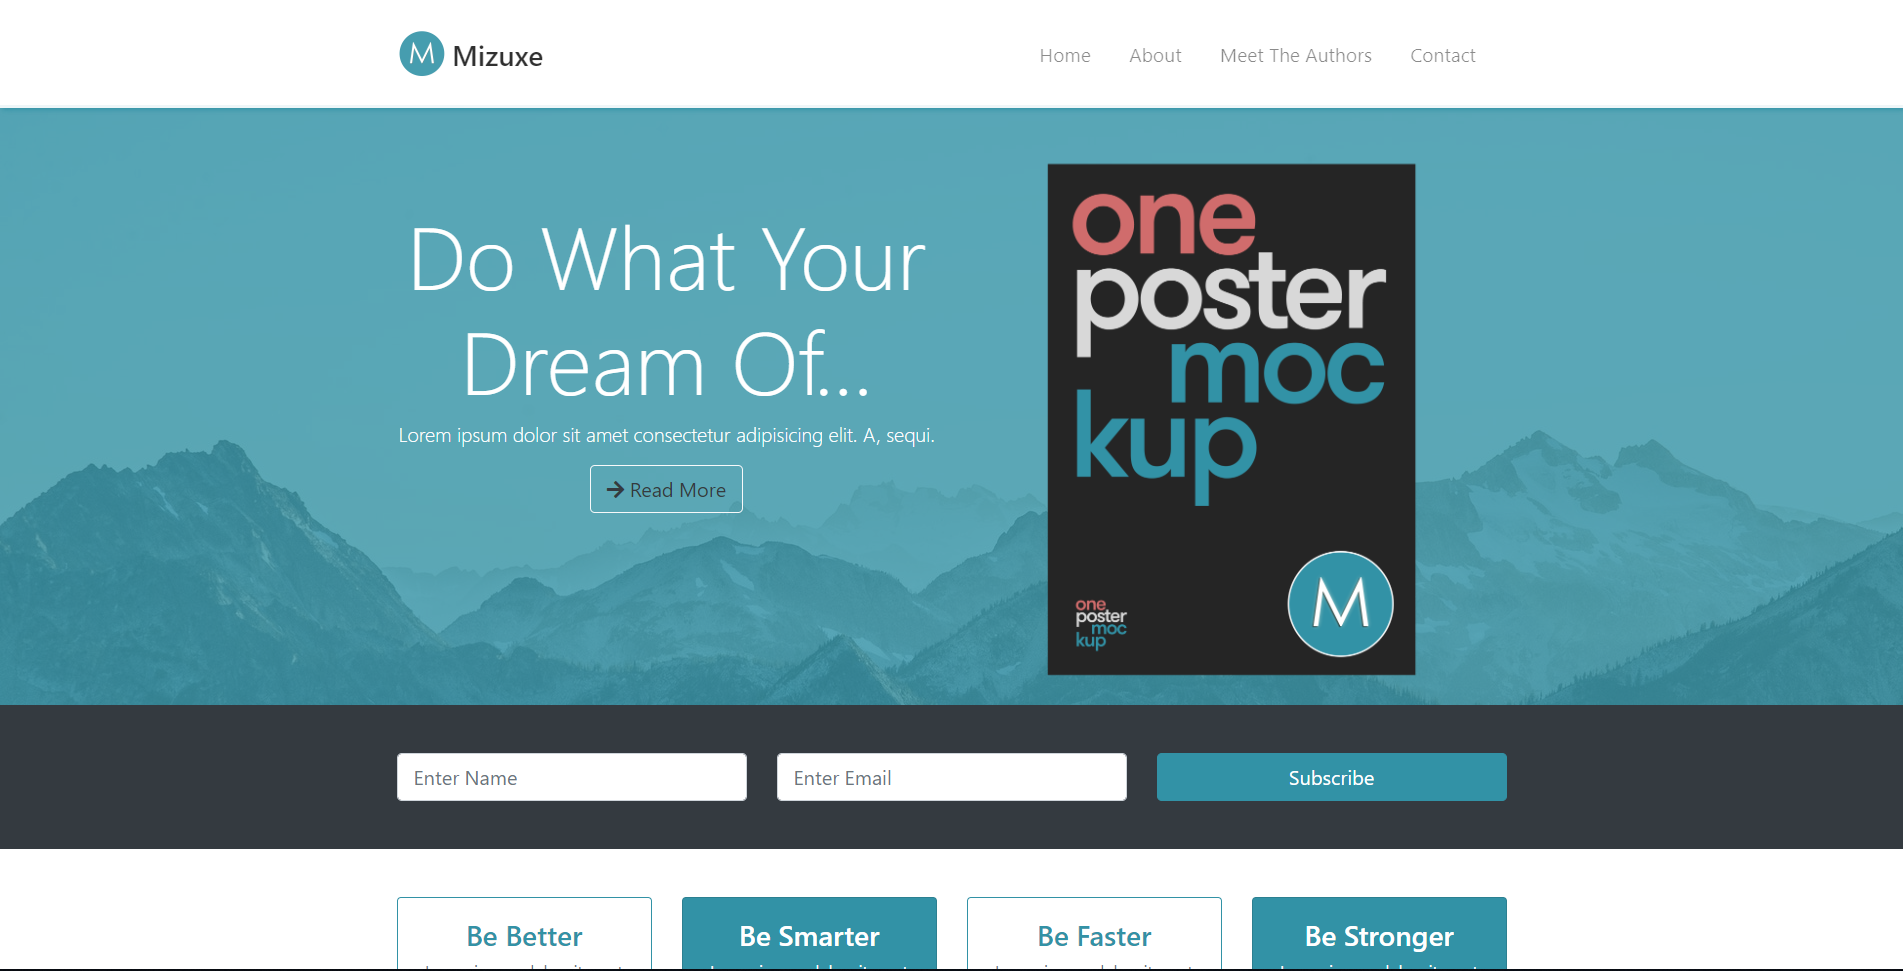 M Mizuxe
Home About Meet The Authors Contact
Do What Your
Dream Of...
Lorem ipsum dolor sit amet consectetur adipisicing elit. A, sequi.
Read More
one
poster
moc
kup
one
poster
moc
kup
M
Enter Name Enter Email Subscribe
Be Better Be Smarter Be Faster Be Stronger